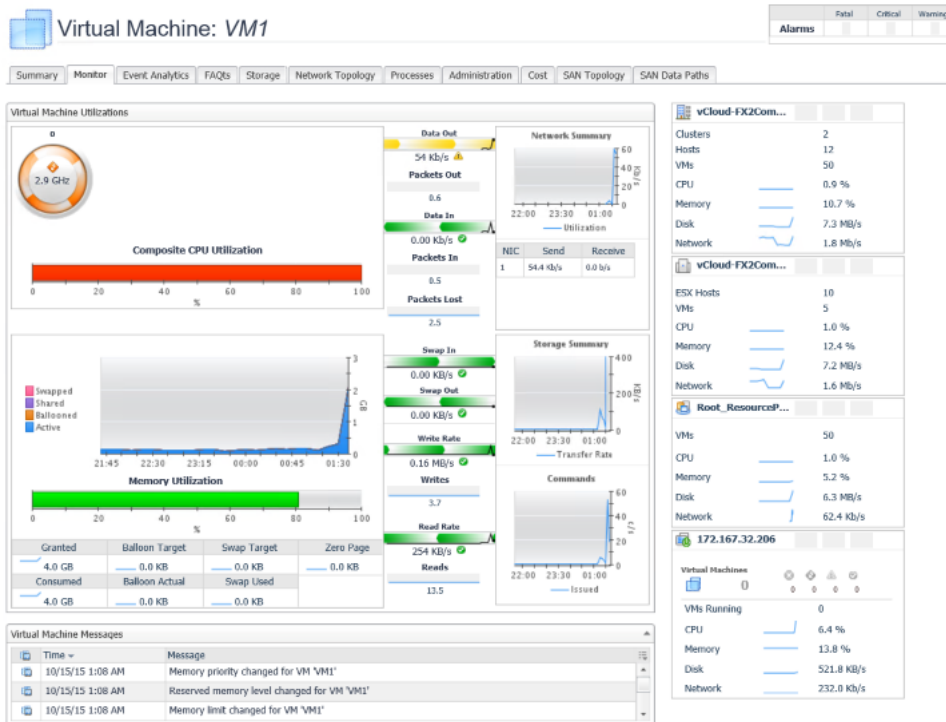 Virtual Machine: VM1
Fatal Critical Warning
Alarms
Summary Monitor Event Analytics FAQts Storage Network Topology Processes Administration Cost SAN Topology SAN Data Paths
Virtual Machine Utilizations
0
2.9 GHz
Composite CPU Utilization
0 20 40 60 80 100
%
Data Out
54 Kb/s
Packets Out
0.6
Data In
0.00 Kb/s
Packets In
0.5
Packets Lost
2.5
Network Summary
60
40
20
0
Kb/s
22:00 23:30 01:00
Utilization
NIC Send Receive
1 54.4 Kb/s 0.0 b/s
Swapped
Shared
Ballooned
Active
3
2
1
0
GB
21:45 22:30 23:15 00:00 00:45 01:30
Memory Utilization
0 20 40 60 80 100
%
Granted Balloon Target Swap Target Zero Page
4.0 GB 0.0 KB 0.0 KB 0.0 KB
Consumed Balloon Actual Swap Used
4.0 GB 0.0 KB 0.0 KB
Swap In
0.00 KB/s
Swap Out
0.00 KB/s
Write Rate
0.16 MB/s
Writes
3.7
Read Rate
254 KB/s
Reads
13.5
Storage Summary
400
200
0
KB/s
22:00 23:30 01:00
Transfer Rate
Commands
60
40
20
0
c/s
22:00 23:30 01:00
Issued
Virtual Machine Messages
Time Message
10/15/15 1:08 AM Memory priority changed for VM 'VM1'
10/15/15 1:08 AM Reserved memory level changed for VM 'VM1'
10/15/15 1:08 AM Memory limit changed for VM 'VM1'
vCloud-FX2Com...
Clusters 2
Hosts 12
VMs 50
CPU 0.9 %
Memory 10.7 %
Disk 7.3 MB/s
Network 1.8 Mb/s
vCloud-FX2Com...
ESX Hosts 10
VMs 5
CPU 1.0 %
Memory 12.4 %
Disk 7.2 MB/s
Network 1.6 Mb/s
Root_ResourceP...
VMs 50
CPU 1.0 %
Memory 5.2 %
Disk 6.3 MB/s
Network 62.4 Kb/s
172.167.32.206
Virtual Machines
0 0 0 0 0
VMs Running 0
CPU 6.4 %
Memory 13.8 %
Disk 521.8 KB/s
Network 232.0 Kb/s